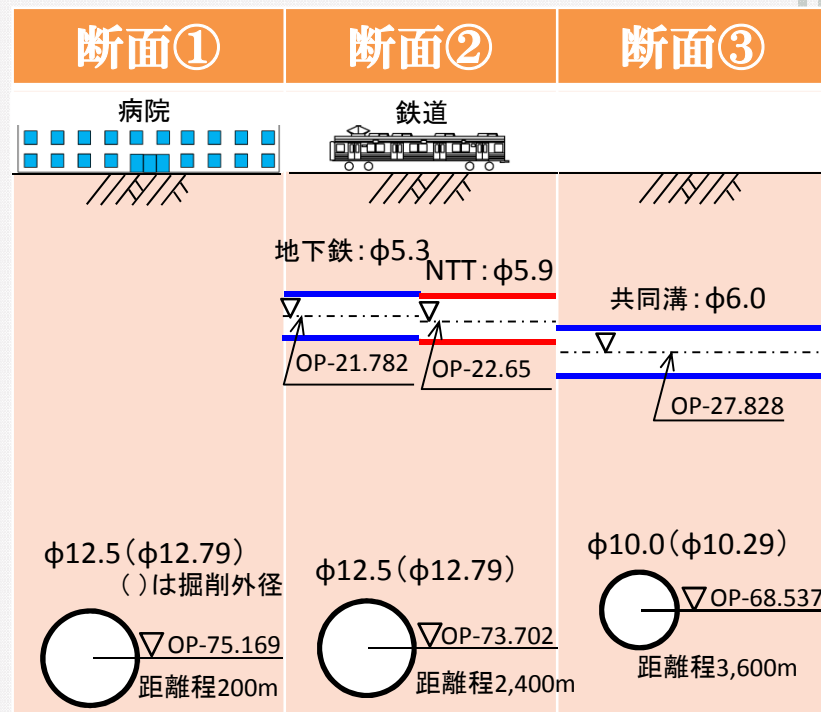 断面①
断面②
断面③
病院
鉄道
地下鉄:φ5.3
NTT:φ5.9
共同溝:φ6.0
OP-21.782
OP-22.65
OP-27.828
φ12.5(φ12.79)
( )は掘削外径
OP-75.169
距離程200m
φ12.5(φ12.79)
OP-73.702
距離程2,400m
φ10.0(φ10.29)
OP-68.537
距離程3,600m